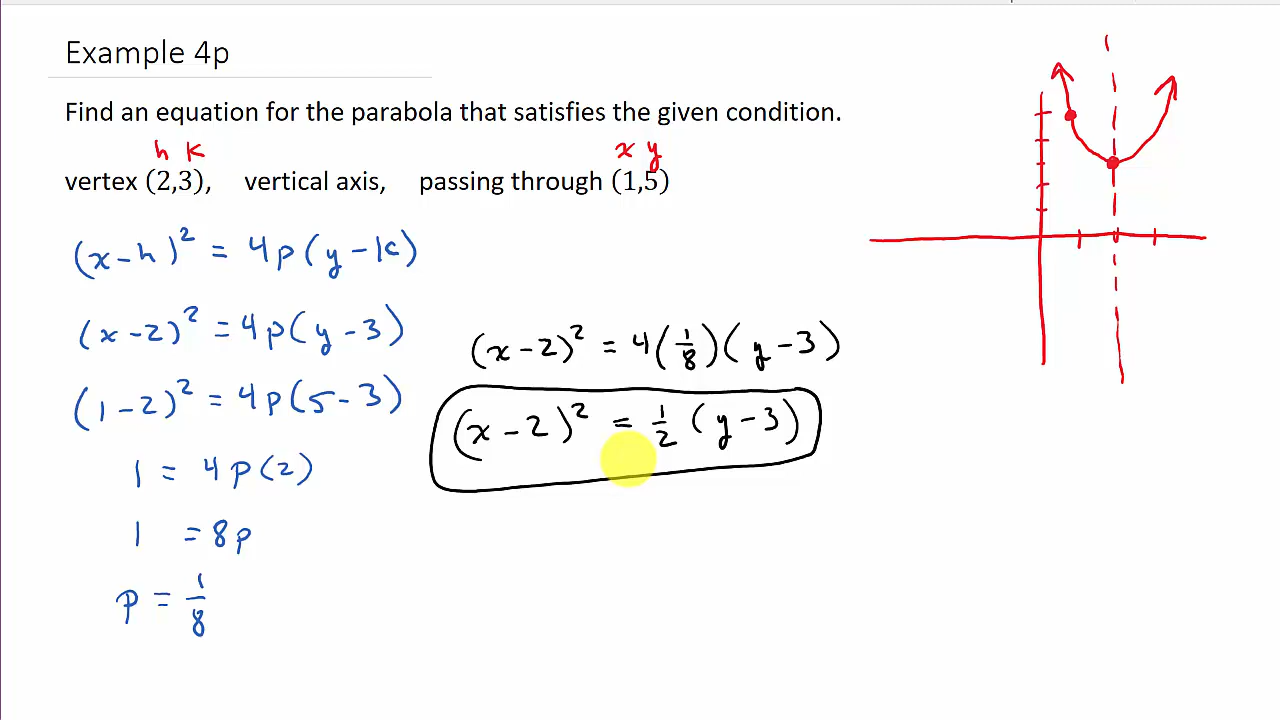 Example 4p
Find an equation for the parabola that satisfies the given condition.
h k x y
vertex (2,3), vertical axis, passing through (1,5)
(x-h)² = 4p(y-k)
(x-2)² = 4p(y-3)
(1-2)² = 4p(5-3)
1 = 4p(2)
1 = 8p
p = 1/8
(x-2)² = 4(1/8)(y-3)
(x-2)² = 1/2 (y-3)